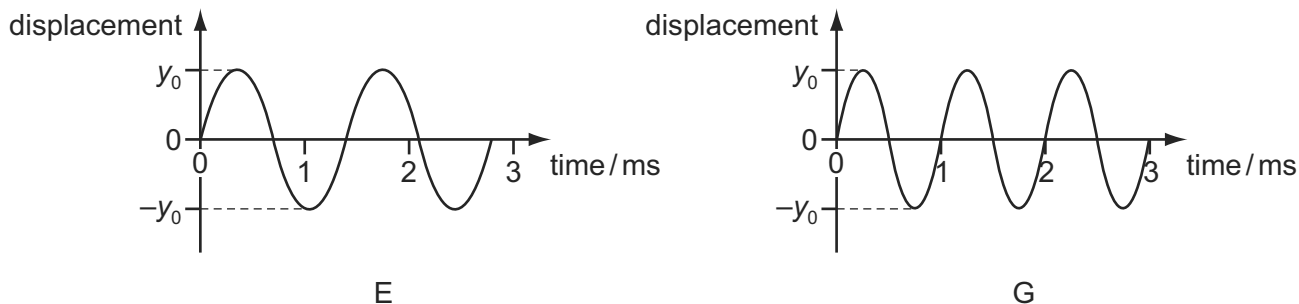 displacement
y₀
0
–y₀
0
1
2
3
time / ms
E
displacement
y₀
0
–y₀
0
1
2
3
time / ms
G